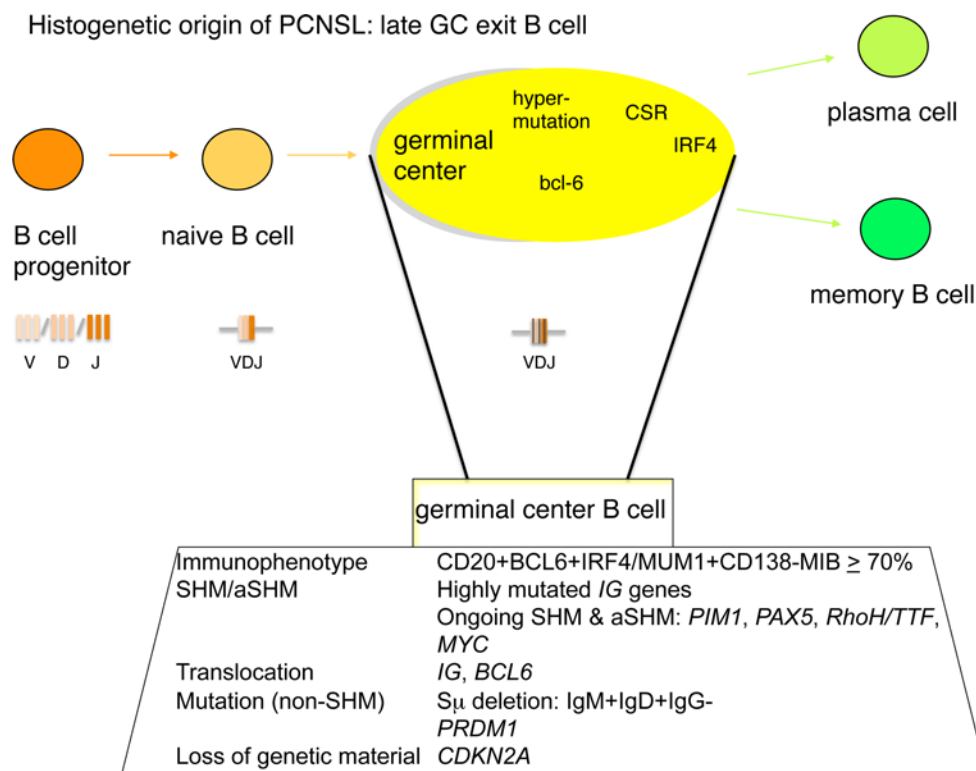 Histogenetic origin of PCNSL: late GC exit B cell
hyper-
mutation
CSR
IRF4
germinal
center
bcl-6
plasma cell
B cell
progenitor
naive B cell
memory B cell
V D J
VDJ
VDJ
germinal center B cell
Immunophenotype CD20+BCL6+IRF4/MUM1+CD138-MIB ≥ 70%
SHM/aSHM Highly mutated IG genes
Ongoing SHM & aSHM: PIM1, PAX5, RhoH/TTF,
MYC
Translocation IG, BCL6
Mutation (non-SHM) Sμ deletion: IgM+IgD+IgG-
PRDM1
Loss of genetic material CDKN2A